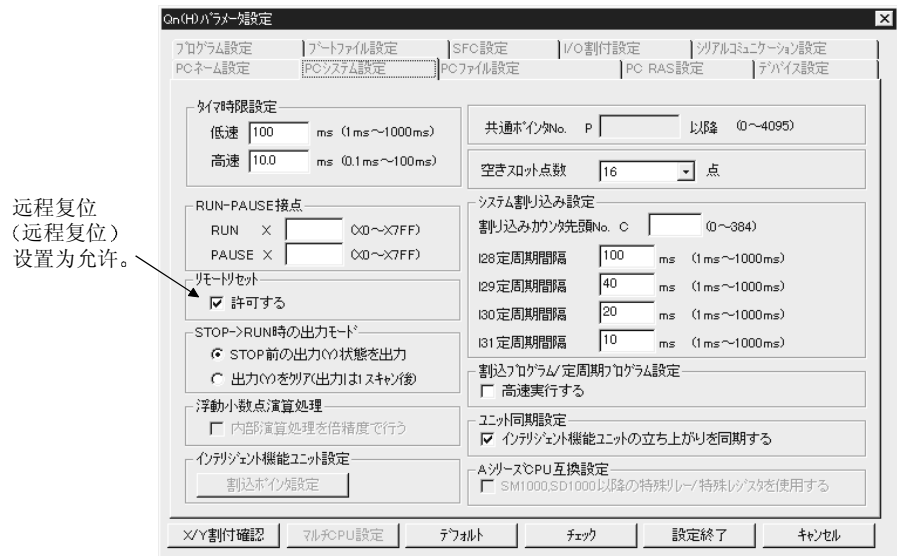 Qn(H)パラメータ設定
プログラム設定 ブートファイル設定 SFC設定 I/O割付設定 シリアルコミュニケーション設定
PCネーム設定 PCシステム設定 PCファイル設定 PC RAS設定 デバイス設定
タイマ時限設定
低速 100 ms (1ms～1000ms)
高速 10.0 ms (0.1ms～100ms)
RUN-PAUSE接点
RUN X (X0～X7FF)
PAUSE X (X0～X7FF)
远程复位
(远程复位)
设置为允许。
リモートリセット
許可する
STOP->RUN時の出力モード
STOP前の出力(Y)状態を出力
出力(Y)をクリア(出力は1スキャン後)
浮動小数点演算処理
内部演算処理を倍精度で行う
インテリジェント機能ユニット設定
割込ポインタ設定
共通ポインタNo. P 以降 (0～4095)
空きスロット点数 16 点
システム割り込み設定
割り込みカウンタ先頭No. C (0～384)
I28定周期間隔 100 ms (1ms～1000ms)
I29定周期間隔 40 ms (1ms～1000ms)
I30定周期間隔 20 ms (1ms～1000ms)
I31定周期間隔 10 ms (1ms～1000ms)
割込プログラム/定周期プログラム設定
高速実行する
ユニット同期設定
インテリジェント機能ユニットの立ち上がりを同期する
AシリーズCPU互換設定
SM1000,SD1000以降の特殊リレー/特殊レジスタを使用する
X/Y割付確認 マルチCPU設定 デフォルト チェック 設定終了 キャンセル